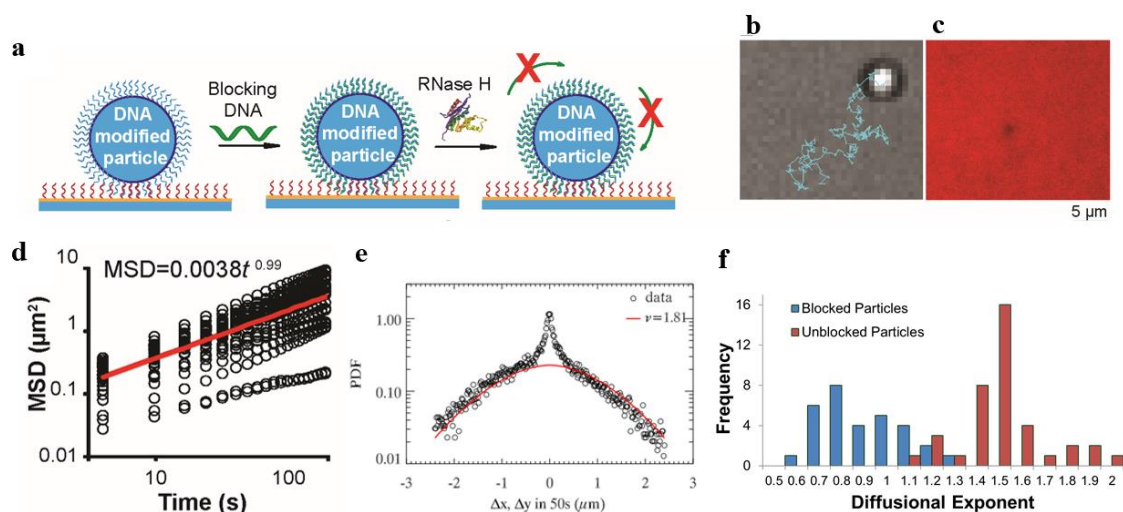 a
Blocking
DNA
RNase H
DNA
modified
particle
DNA
modified
particle
DNA
modified
particle
X
X
b
c
5 µm
d
MSD=0.0038t 0.99
MSD (µm²)
10
1
0.1
0.01
10
100
Time (s)
e
data
ν=1.81
PDF
1.00
0.10
0.01
-3
-2
-1
0
1
2
3
Δx, Δy in 50s (µm)
f
Blocked Particles
Unblocked Particles
Frequency
16
12
8
4
0
0.5 0.6 0.7 0.8 0.9 1 1.1 1.2 1.3 1.4 1.5 1.6 1.7 1.8 1.9 2
Diffusional Exponent